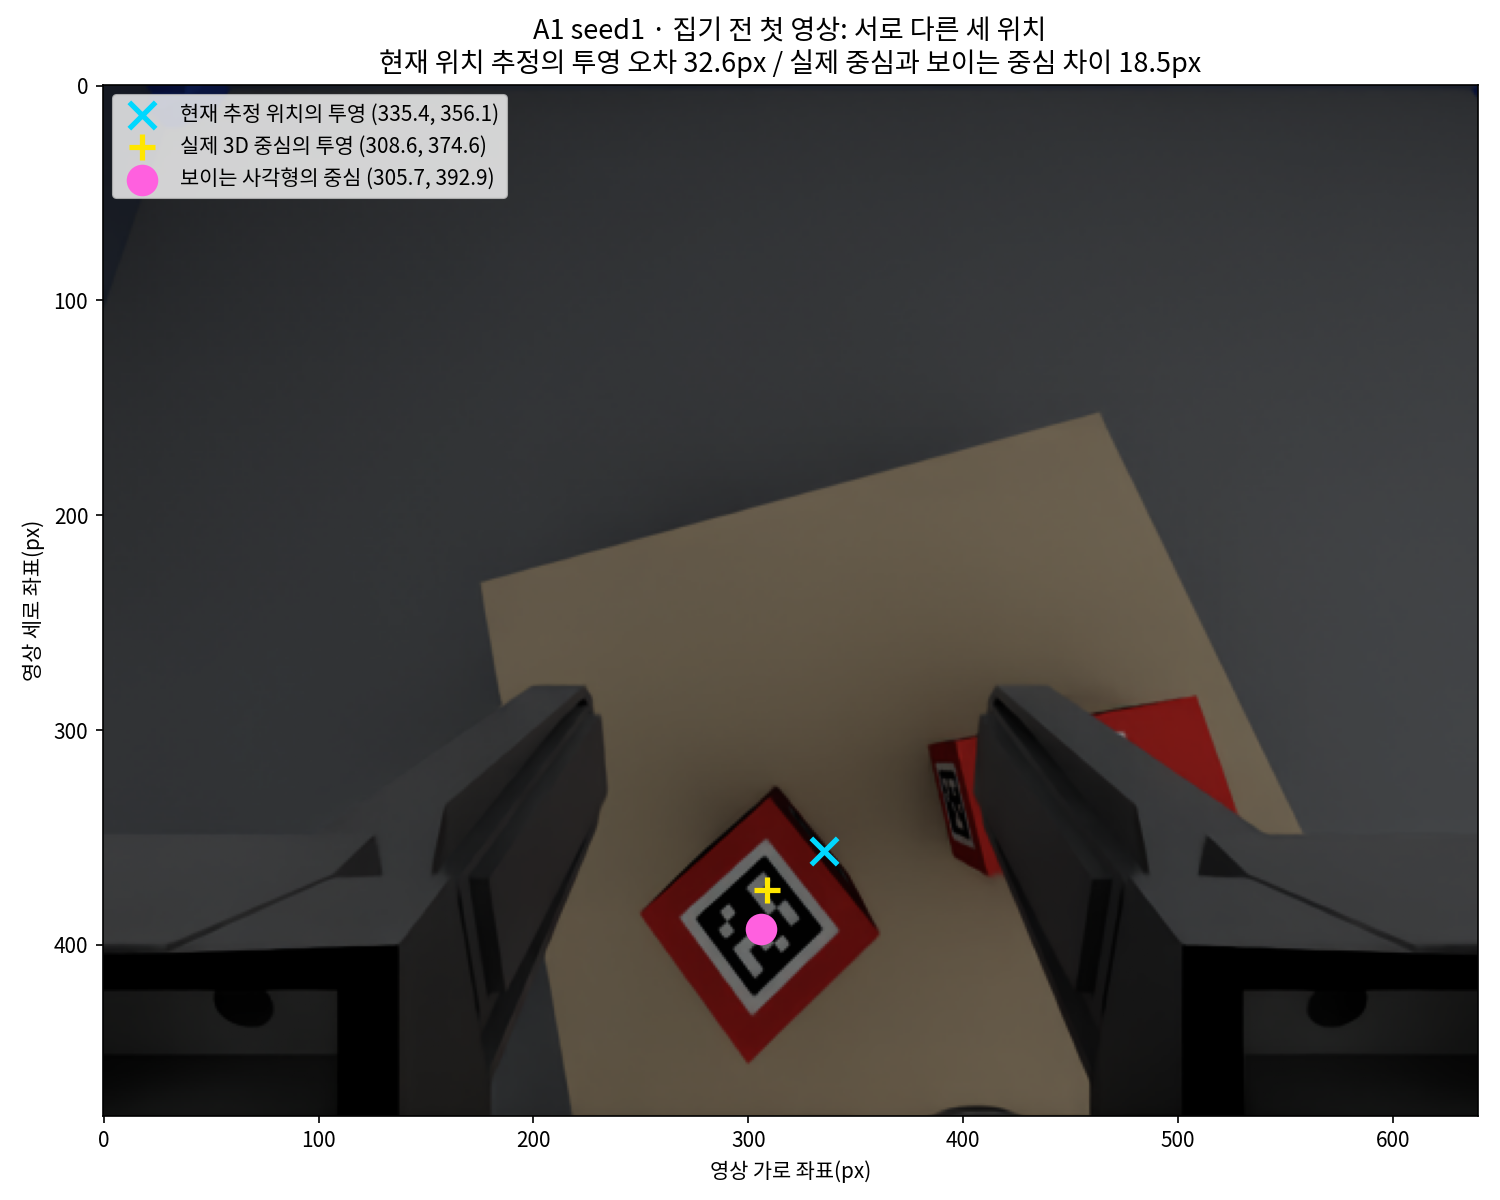 A1 seed1 · 집기 전 첫 영상: 서로 다른 세 위치
현재 위치 추정의 투영 오차 32.6px / 실제 중심과 보이는 중심 차이 18.5px
현재 추정 위치의 투영 (335.4, 356.1)
실제 3D 중심의 투영 (308.6, 374.6)
보이는 사각형의 중심 (305.7, 392.9)
0
100
200
300
400
영상 세로 좌표(px)
0
100
200
300
400
500
600
영상 가로 좌표(px)